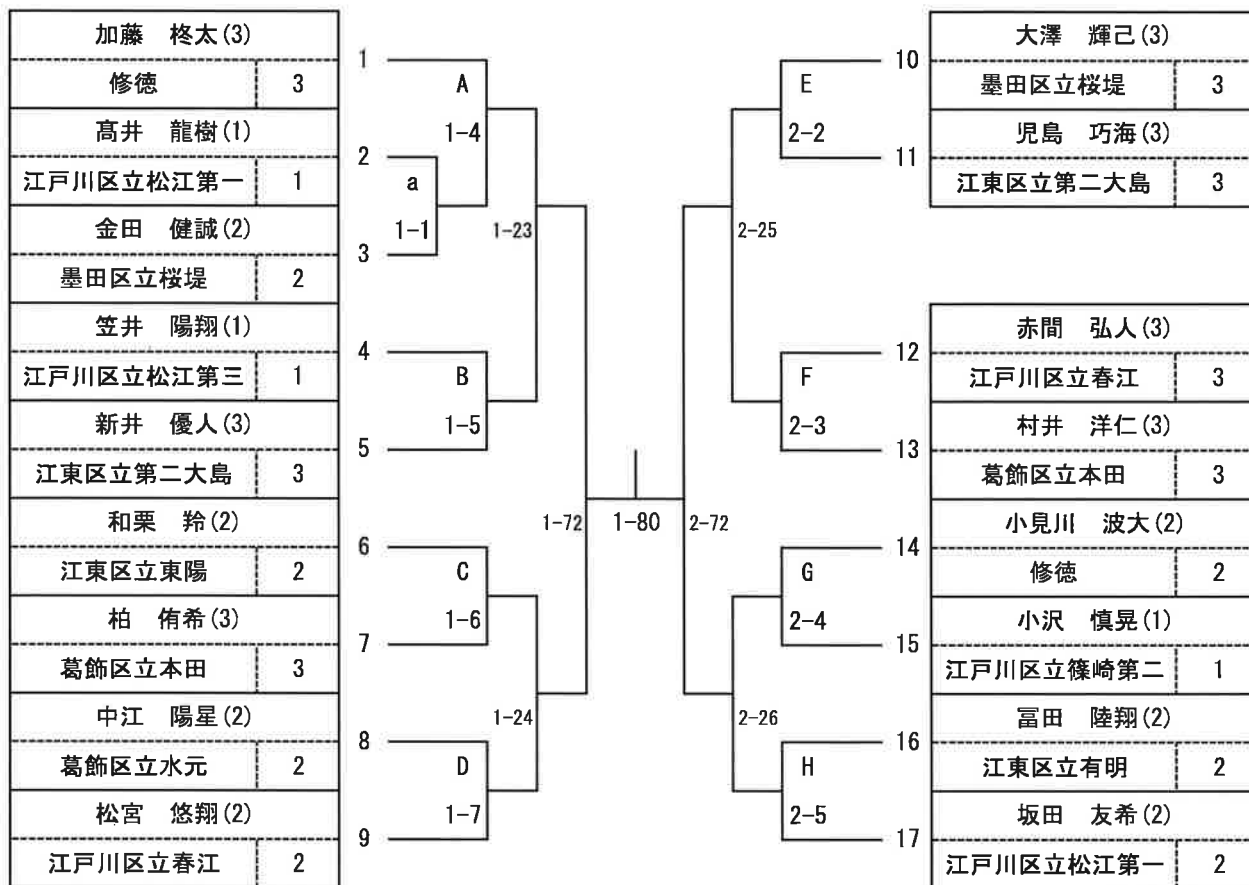 加藤　柊太(3)
修徳 3
髙井　龍樹(1)
江戸川区立松江第一 1
金田　健誠(2)
墨田区立桜堤 2
笠井　陽翔(1)
江戸川区立松江第三 1
新井　優人(3)
江東区立第二大島 3
和栗　羚(2)
江東区立東陽 2
柏　侑希(3)
葛飾区立本田 3
中江　陽星(2)
葛飾区立水元 2
松宮　悠翔(2)
江戸川区立春江 2
1
A
1-4
2
a
1-1
3
1-23
4
B
1-5
5
6
C
1-6
7
1-24
8
D
1-7
9
1-72
1-80
2-72
E
2-2
10
11
2-25
F
2-3
12
13
G
2-4
14
15
2-26
H
2-5
16
17
大澤　輝己(3)
墨田区立桜堤 3
児島　巧海(3)
江東区立第二大島 3
赤間　弘人(3)
江戸川区立春江 3
村井　洋仁(3)
葛飾区立本田 3
小見川　波大(2)
修徳 2
小沢　慎晃(1)
江戸川区立篠崎第二 1
冨田　陸翔(2)
江東区立有明 2
坂田　友希(2)
江戸川区立松江第一 2